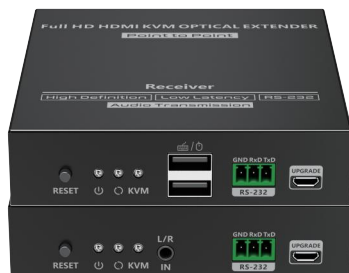 Full HD HDMI KVM OPTICAL EXTENDER
Point to Point
Receiver
High Definition Low Latency RS-232
Audio Transmission
GND RxD TxD
UPGRADE
RESET
KVM
RS-232
L/R
GND RxD TxD
UPGRADE
RESET
KVM
IN
RS-232